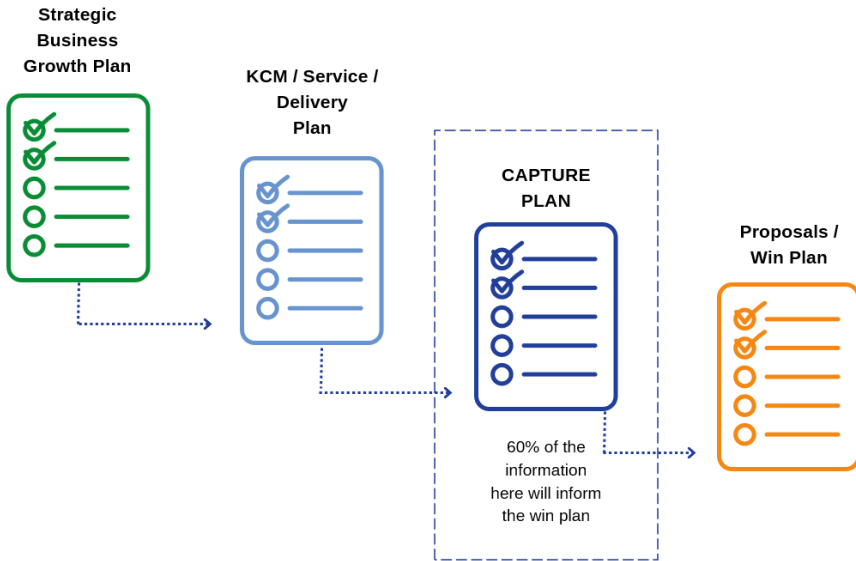 Strategic
Business
Growth Plan
KCM / Service /
Delivery
Plan
CAPTURE
PLAN
60% of the
information
here will inform
the win plan
Proposals /
Win Plan